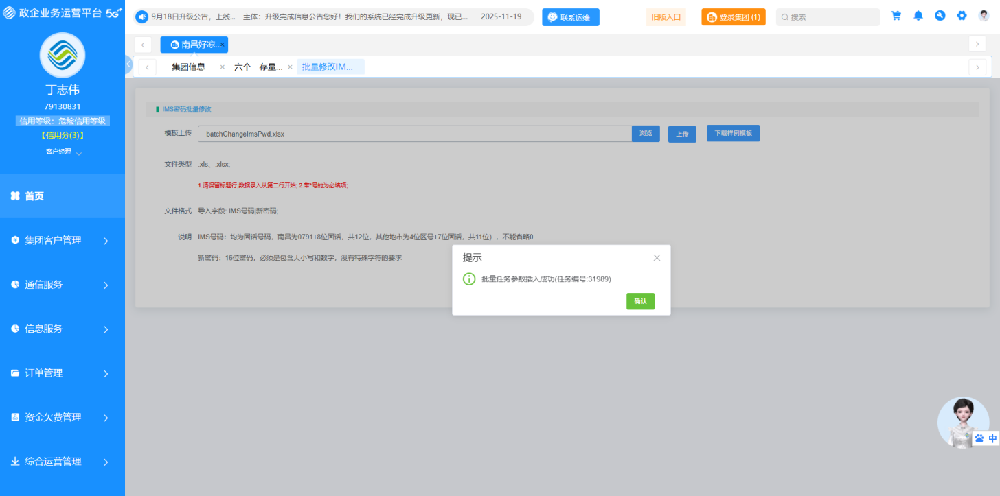 政企业务运营平台 5G+
9月18日升级公告，上线... 主体：升级完成信息公告您好！我们的系统已经完成升级更新，现已... 2025-11-19
联系运维
旧版入口
登录集团 (1)
搜索
丁志伟
79130831
信用等级：危险信用等级
【信用分(3)】
客户经理
首页
集团客户管理
通信服务
信息服务
订单管理
资金欠费管理
综合运营管理
南昌好凉...×
集团信息 ×
六个一存量... ×
批量修改IM...
IMS密码批量修改
模板上传 batchChangeImsPwd.xlsx 浏览 上传 下载样例模板
文件类型 .xls、.xlsx;
1.请保留标题行,数据录入从第二行开始; 2.带*号的为必填项;
文件格式 导入字段: IMS号码|新密码;
说明 IMS号码：均为固话号码，南昌为0791+8位固话，共12位，其他地市为4位区号+7位固话，共11位），不能省略0
新密码：16位密码，必须是包含大小写和数字，没有特殊字符的要求
提示
批量任务参数插入成功(任务编号:31989)
确认
中